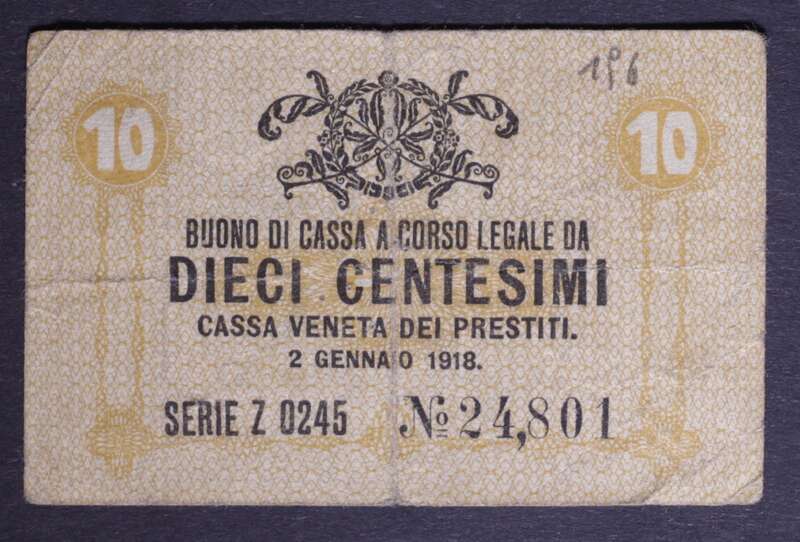 196
10 10
BUONO DI CASSA A CORSO LEGALE DA
DIECI CENTESIMI
CASSA VENETA DEI PRESTITI.
2 GENNAIO 1918.
SERIE Z 0245 No 24,801